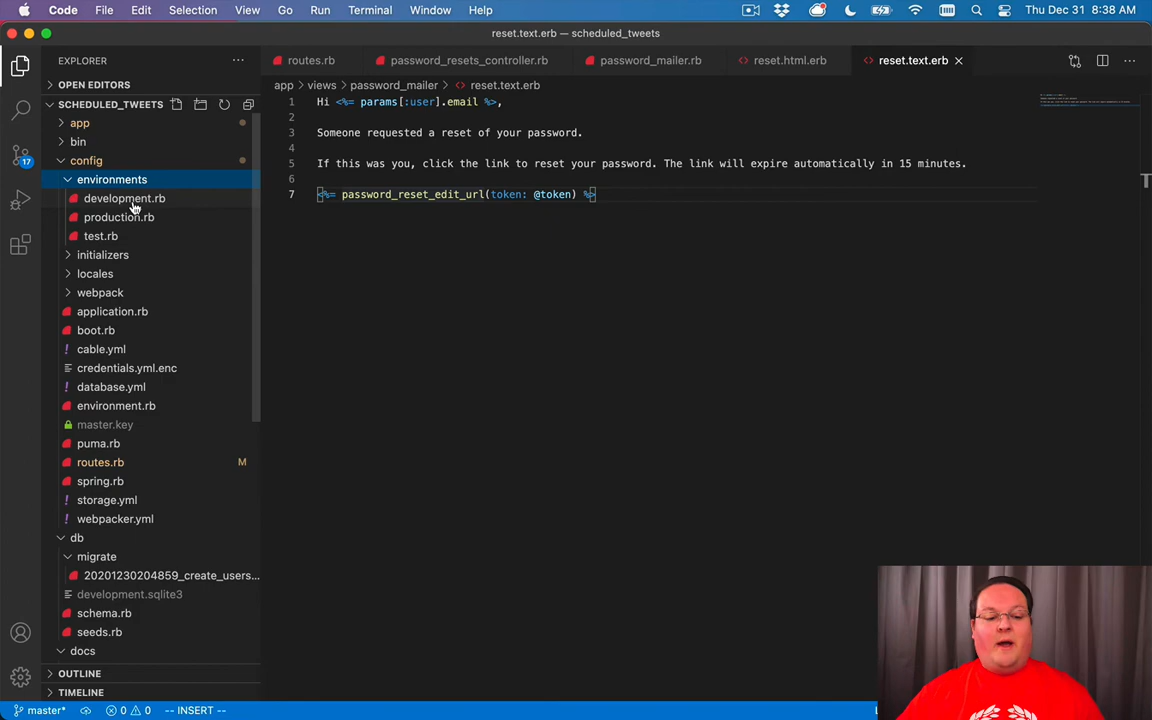 Code File Edit Selection View Go Run Terminal Window Help Thu Dec 31 8:38 AM
reset.text.erb — scheduled_tweets
EXPLORER
routes.rb
password_resets_controller.rb
password_mailer.rb
reset.html.erb
reset.text.erb
OPEN EDITORS
app › views › password_mailer › reset.text.erb
SCHEDULED_TWEETS
app
bin
config
environments
development.rb
production.rb
test.rb
initializers
locales
webpack
application.rb
boot.rb
cable.yml
credentials.yml.enc
database.yml
environment.rb
master.key
puma.rb
routes.rb M
spring.rb
storage.yml
webpacker.yml
db
migrate
20201230204859_create_users...
development.sqlite3
schema.rb
seeds.rb
docs
OUTLINE
TIMELINE
17
1 Hi <%= params[:user].email %>,
2
3 Someone requested a reset of your password.
4
5 If this was you, click the link to reset your password. The link will expire automatically in 15 minutes.
6
7 <%= password_reset_edit_url(token: @token) %>
master* 0 0 -- INSERT --